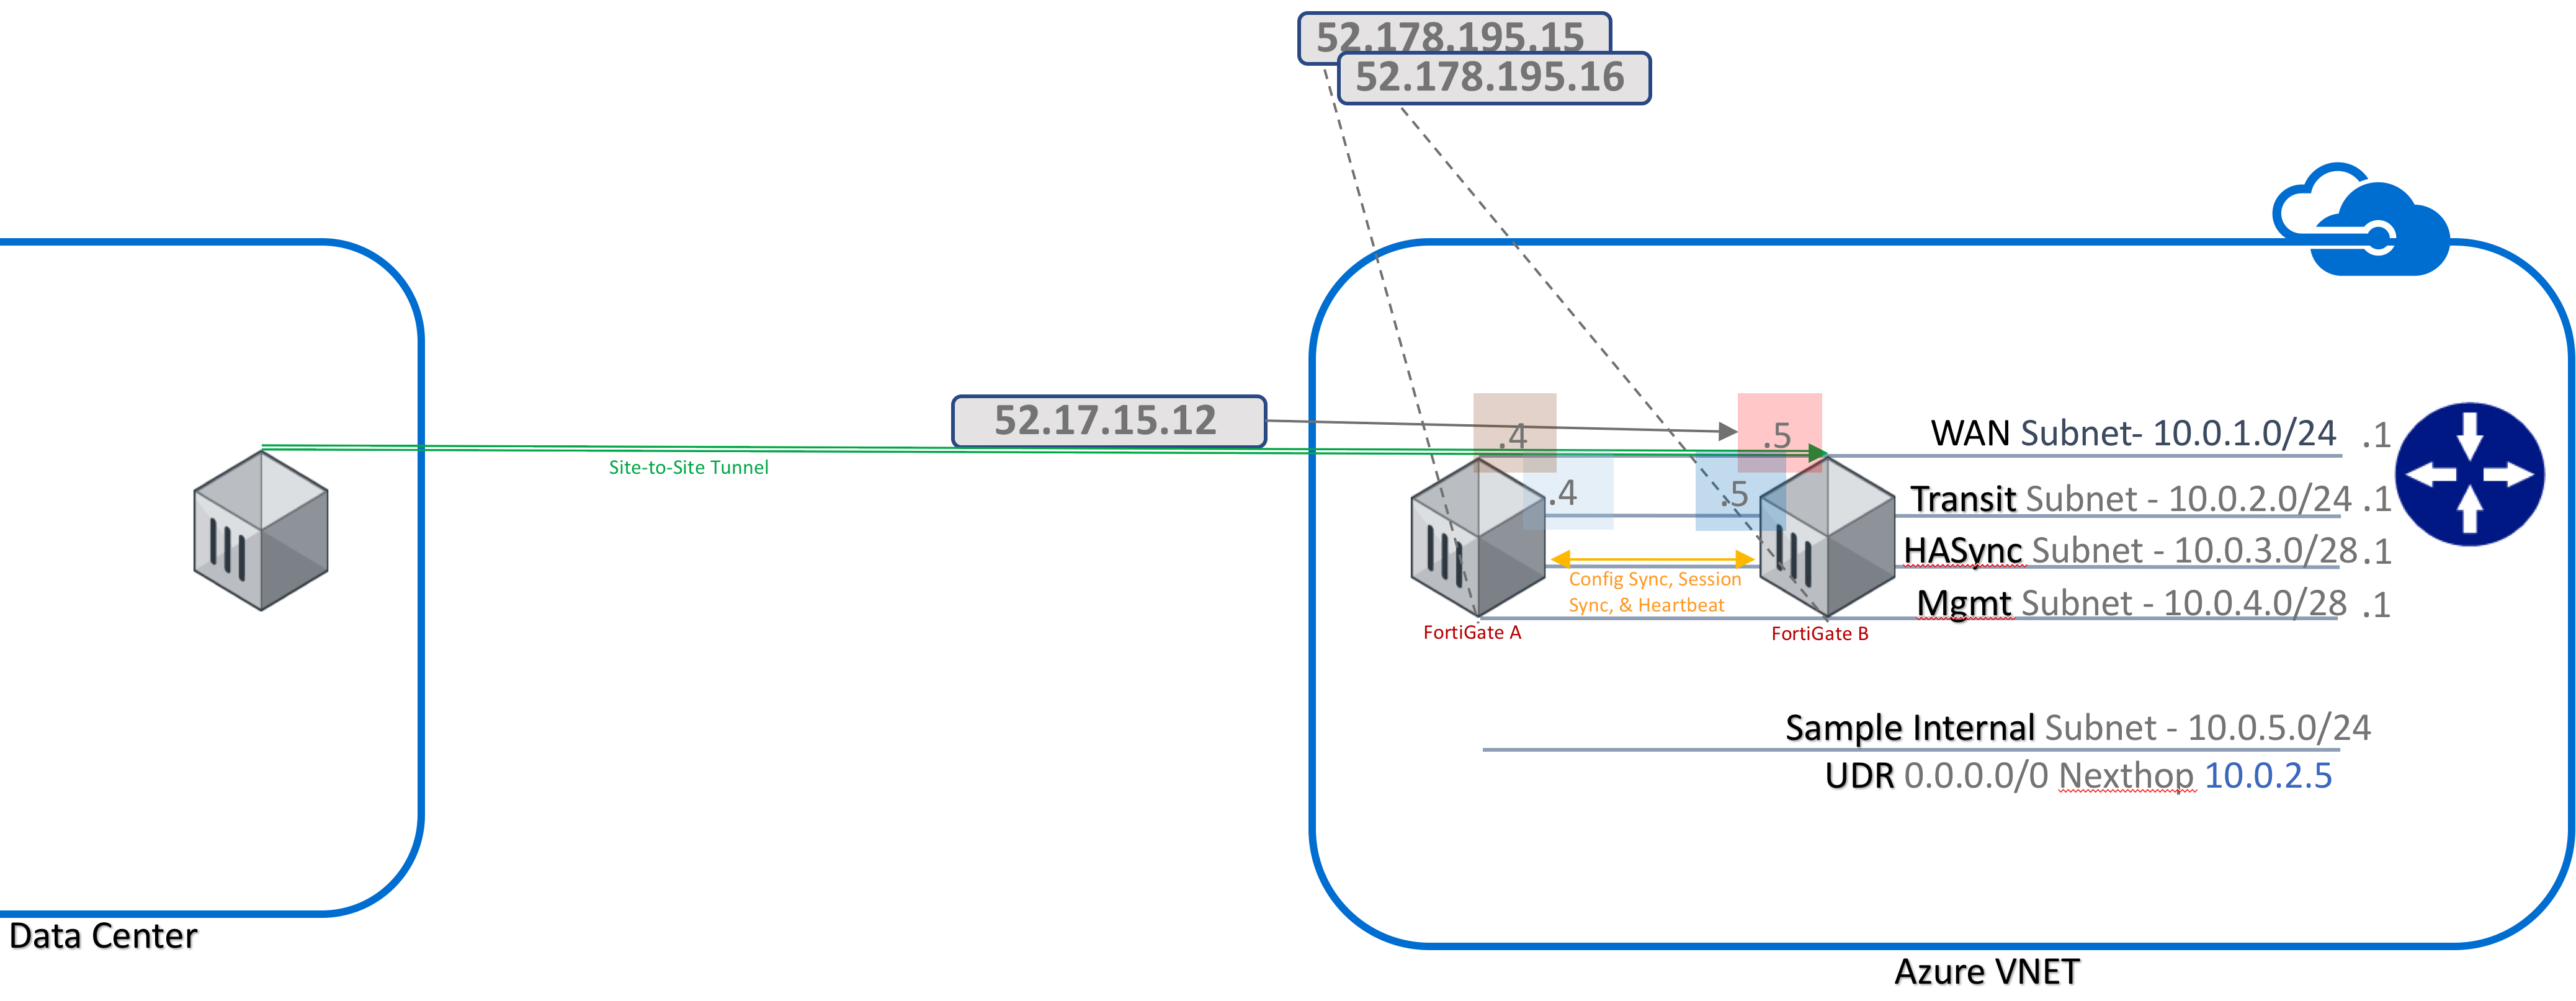 52.178.195.15
52.178.195.16
52.17.15.12
Site-to-Site Tunnel
.4
.5
.4
.5
WAN Subnet- 10.0.1.0/24 .1
Transit Subnet - 10.0.2.0/24 .1
HASync Subnet - 10.0.3.0/28 .1
Mgmt Subnet - 10.0.4.0/28 .1
Config Sync, Session
Sync, & Heartbeat
FortiGate A
FortiGate B
Sample Internal Subnet - 10.0.5.0/24
UDR 0.0.0.0/0 Nexthop 10.0.2.5
Data Center
Azure VNET